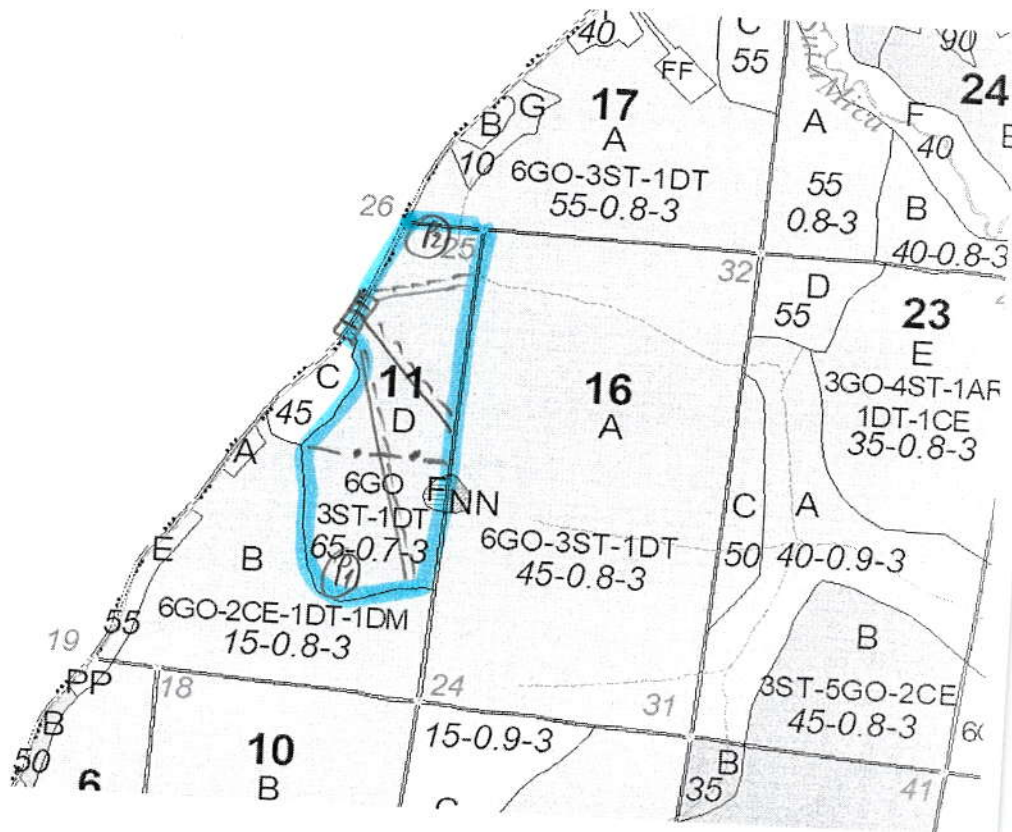 40
FF
C
55
90
24
17
A
6GO-3ST-1DT
55-0.8-3
B
G
10
A
55
0.8-3
F
40
B
40-0.8-3
Mica
26
P2
25
32
D
55
23
E
3GO-4ST-1AR
1DT-1CE
35-0.8-3
C
45
11
D
16
A
A
6GO
3ST-1DT
65-0.7-3
P1
F
NN
6GO-3ST-1DT
45-0.8-3
C
50
A
40-0.9-3
E
B
6GO-2CE-1DT-1DM
15-0.8-3
55
19
PP
B
50
6
18
10
B
24
15-0.9-3
C
31
B
3ST-5GO-2CE
45-0.8-3
B
35
41